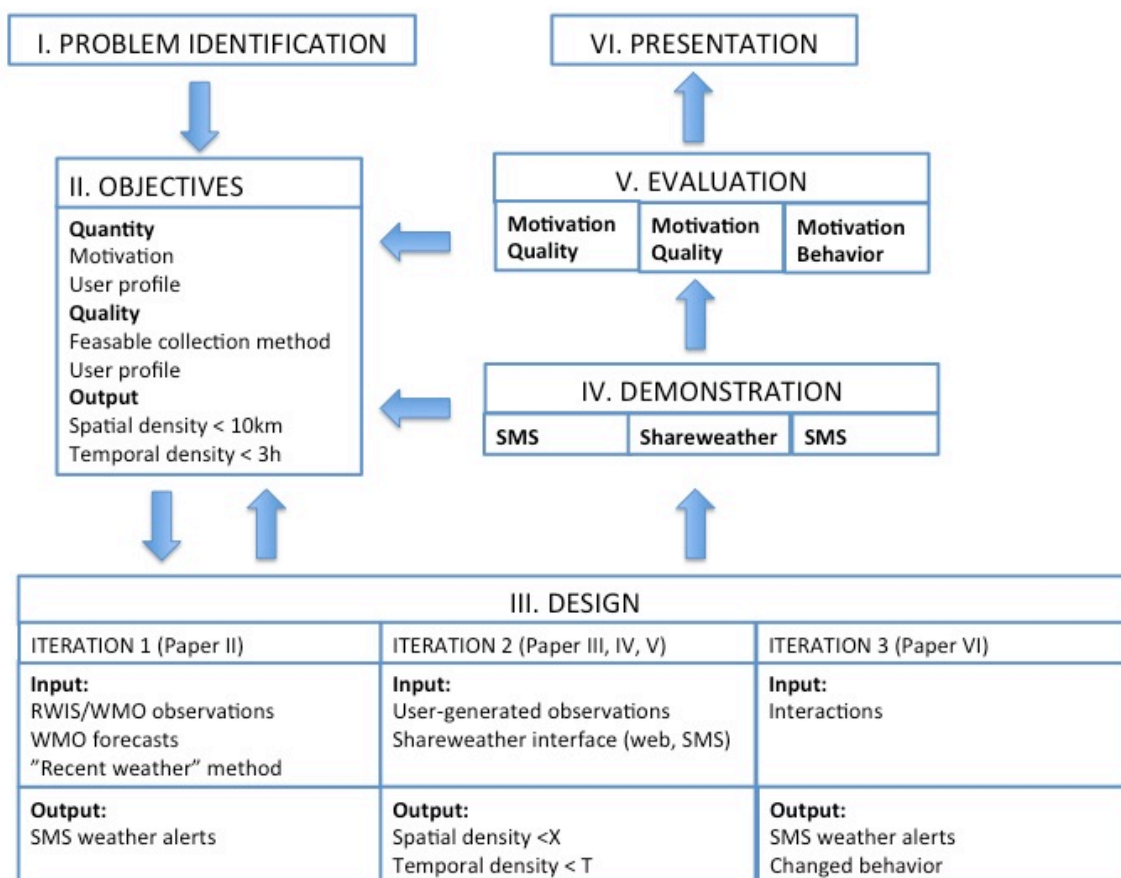 I. PROBLEM IDENTIFICATION
VI. PRESENTATION
II. OBJECTIVES
Quantity
Motivation
User profile
Quality
Feasable collection method
User profile
Output
Spatial density < 10km
Temporal density < 3h
V. EVALUATION
Motivation
Quality
Motivation
Quality
Motivation
Behavior
IV. DEMONSTRATION
SMS
Shareweather
SMS
III. DESIGN
ITERATION 1 (Paper II)
Input:
RWIS/WMO observations
WMO forecasts
”Recent weather” method
Output:
SMS weather alerts
ITERATION 2 (Paper III, IV, V)
Input:
User-generated observations
Shareweather interface (web, SMS)
Output:
Spatial density <X
Temporal density < T
ITERATION 3 (Paper VI)
Input:
Interactions
Output:
SMS weather alerts
Changed behavior